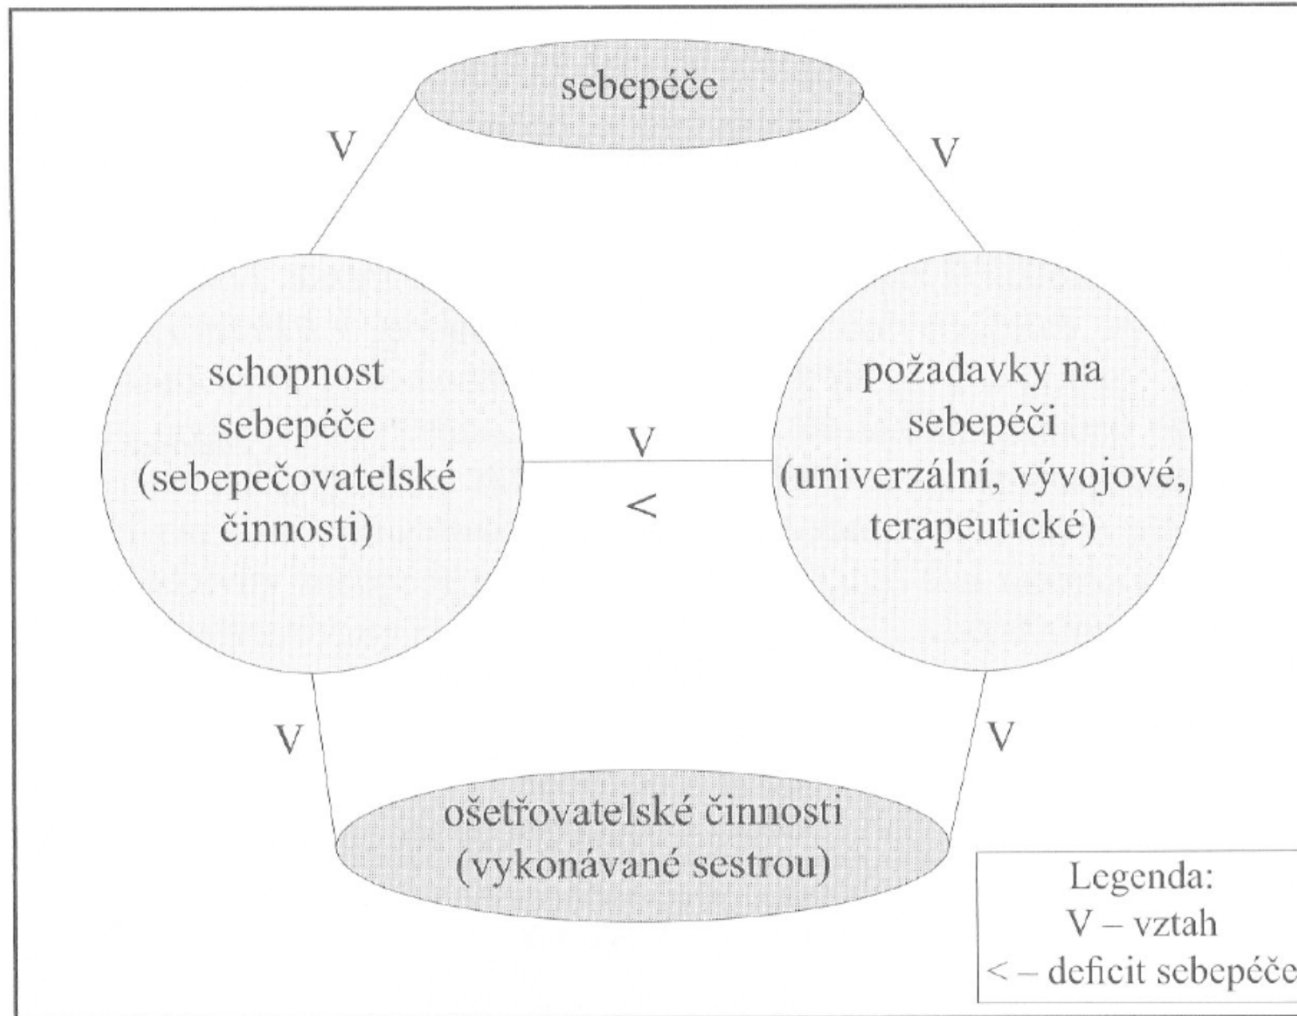 sebepéče
V
V
schopnost
sebepéče
(sebepečovatelské
činnosti)
V
<
požadavky na
sebepéči
(univerzální, vývojové,
terapeutické)
V
V
ošetřovatelské činnosti
(vykonávané sestrou)
Legenda:
V – vztah
< – deficit sebepéče